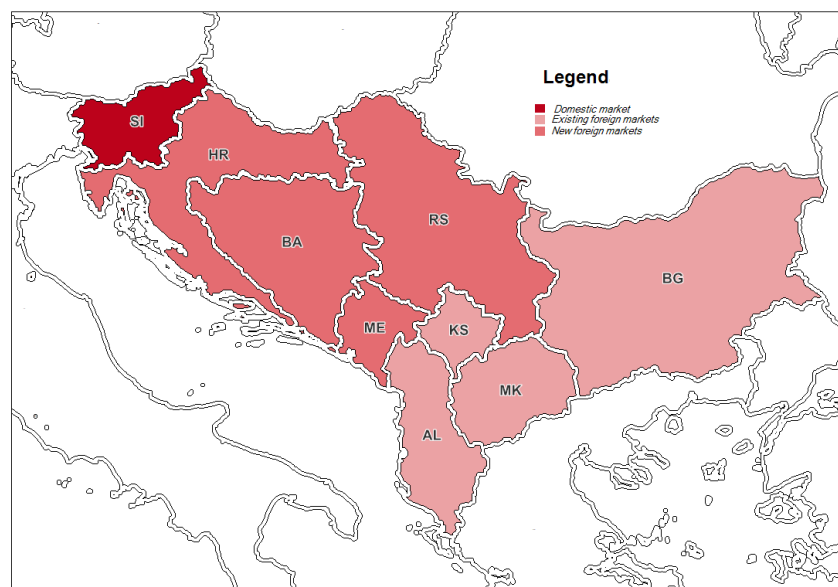 Legend
Domestic market
Existing foreign markets
New foreign markets
SI
HR
RS
BA
BG
ME
KS
MK
AL